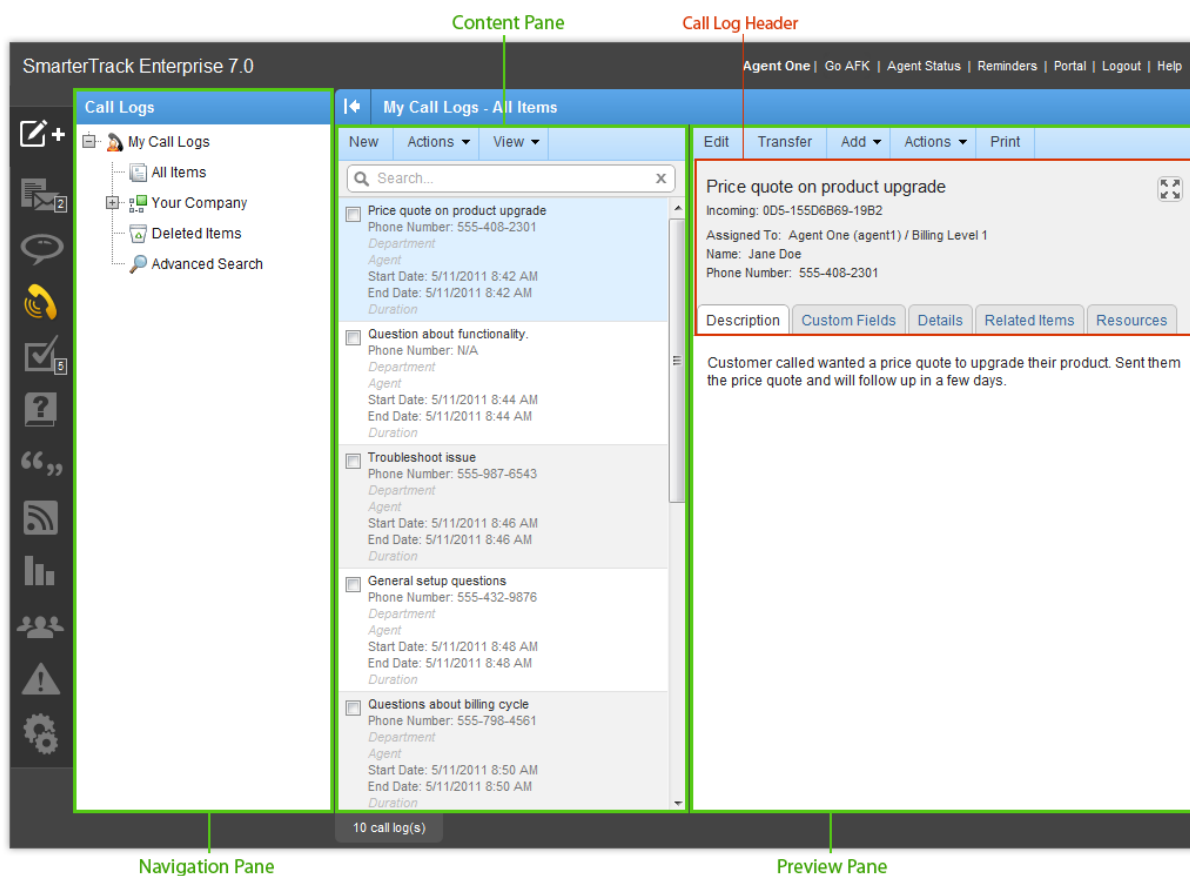 Content Pane
Call Log Header
SmarterTrack Enterprise 7.0
Agent One | Go AFK | Agent Status | Reminders | Portal | Logout | Help
Call Logs
My Call Logs
All Items
Your Company
Deleted Items
Advanced Search
2
5
My Call Logs - All Items
New Actions View
Search... X
Price quote on product upgrade
Phone Number: 555-408-2301
Department
Agent
Start Date: 5/11/2011 8:42 AM
End Date: 5/11/2011 8:42 AM
Duration
Question about functionality.
Phone Number: N/A
Department
Agent
Start Date: 5/11/2011 8:44 AM
End Date: 5/11/2011 8:44 AM
Duration
Troubleshoot issue
Phone Number: 555-987-6543
Department
Agent
Start Date: 5/11/2011 8:46 AM
End Date: 5/11/2011 8:46 AM
Duration
General setup questions
Phone Number: 555-432-9876
Department
Agent
Start Date: 5/11/2011 8:48 AM
End Date: 5/11/2011 8:48 AM
Duration
Questions about billing cycle
Phone Number: 555-798-4561
Department
Agent
Start Date: 5/11/2011 8:50 AM
End Date: 5/11/2011 8:50 AM
Duration
10 call log(s)
Edit Transfer Add Actions Print
Price quote on product upgrade
Incoming: 0D5-155D6B69-19B2
Assigned To: Agent One (agent1) / Billing Level 1
Name: Jane Doe
Phone Number: 555-408-2301
Description Custom Fields Details Related Items Resources
Customer called wanted a price quote to upgrade their product. Sent them
the price quote and will follow up in a few days.
Navigation Pane
Preview Pane